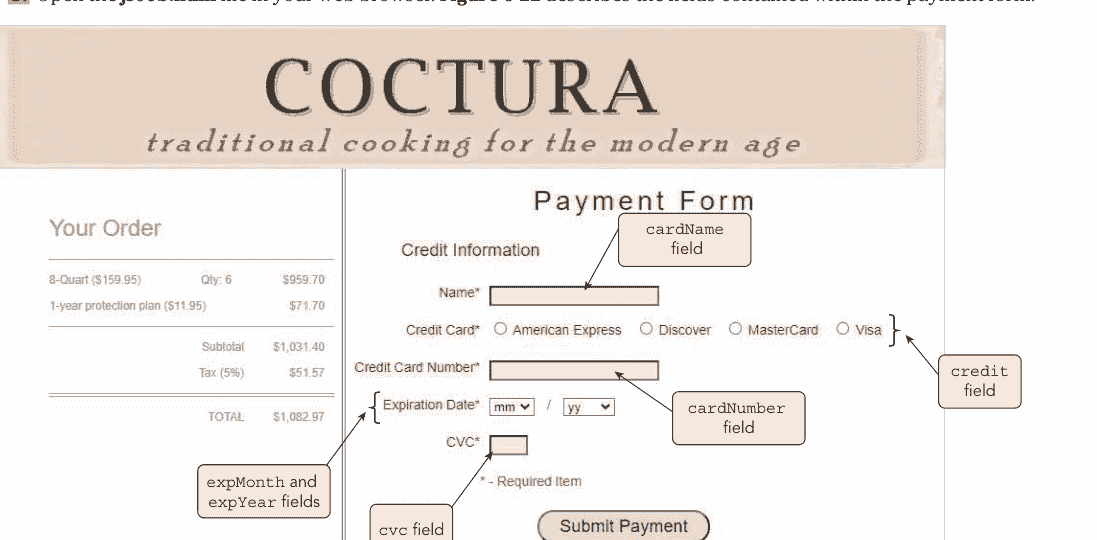 COCTURA
traditional cooking for the modern age
Your Order
8-Quart ($159.95) Qty: 6 $959.70
1-year protection plan ($11.95) $71.70
Subtotal $1,031.40
Tax (5%) $51.57
TOTAL $1,082.97
Payment Form
cardName
field
Credit Information
Name*
Credit Card* American Express Discover MasterCard Visa
credit
field
Credit Card Number*
cardNumber
field
Expiration Date* mm / yy
expMonth and
expYear fields
CVC*
cvc field
* - Required Item
Submit Payment